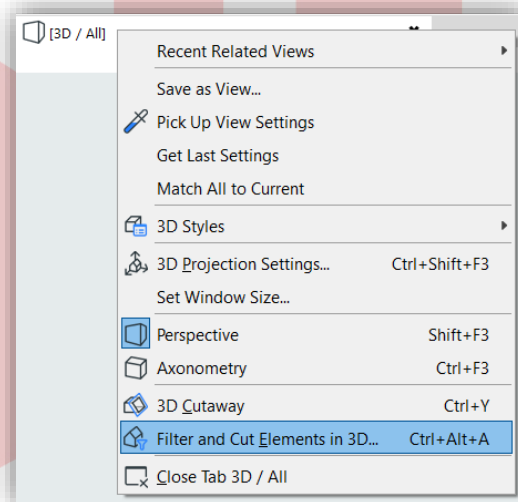 [3D / All]
Recent Related Views
Save as View...
Pick Up View Settings
Get Last Settings
Match All to Current
3D Styles
3D Projection Settings... Ctrl+Shift+F3
Set Window Size...
Perspective Shift+F3
Axonometry Ctrl+F3
3D Cutaway Ctrl+Y
Filter and Cut Elements in 3D... Ctrl+Alt+A
Close Tab 3D / All